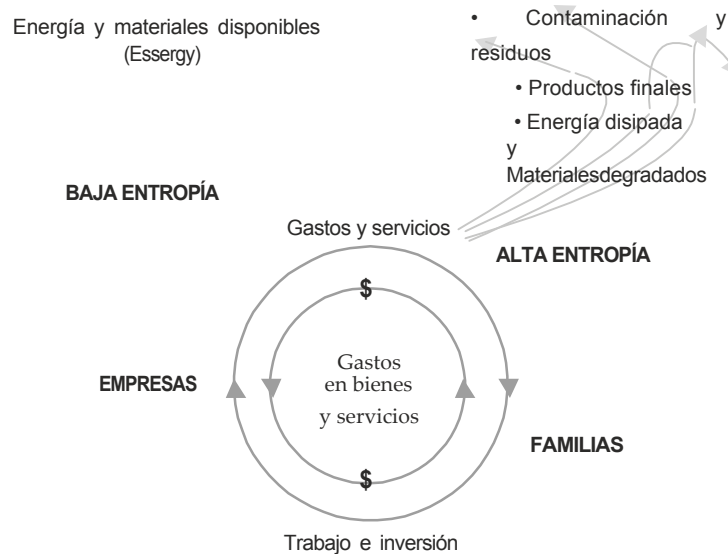 Energía y materiales disponibles
(Essergy)
• Contaminación y
residuos
• Productos finales
• Energía disipada
y
Materialesdegradados
BAJA ENTROPÍA
Gastos y servicios
ALTA ENTROPÍA
$
Gastos
en bienes
y servicios
EMPRESAS
FAMILIAS
$
Trabajo e inversión